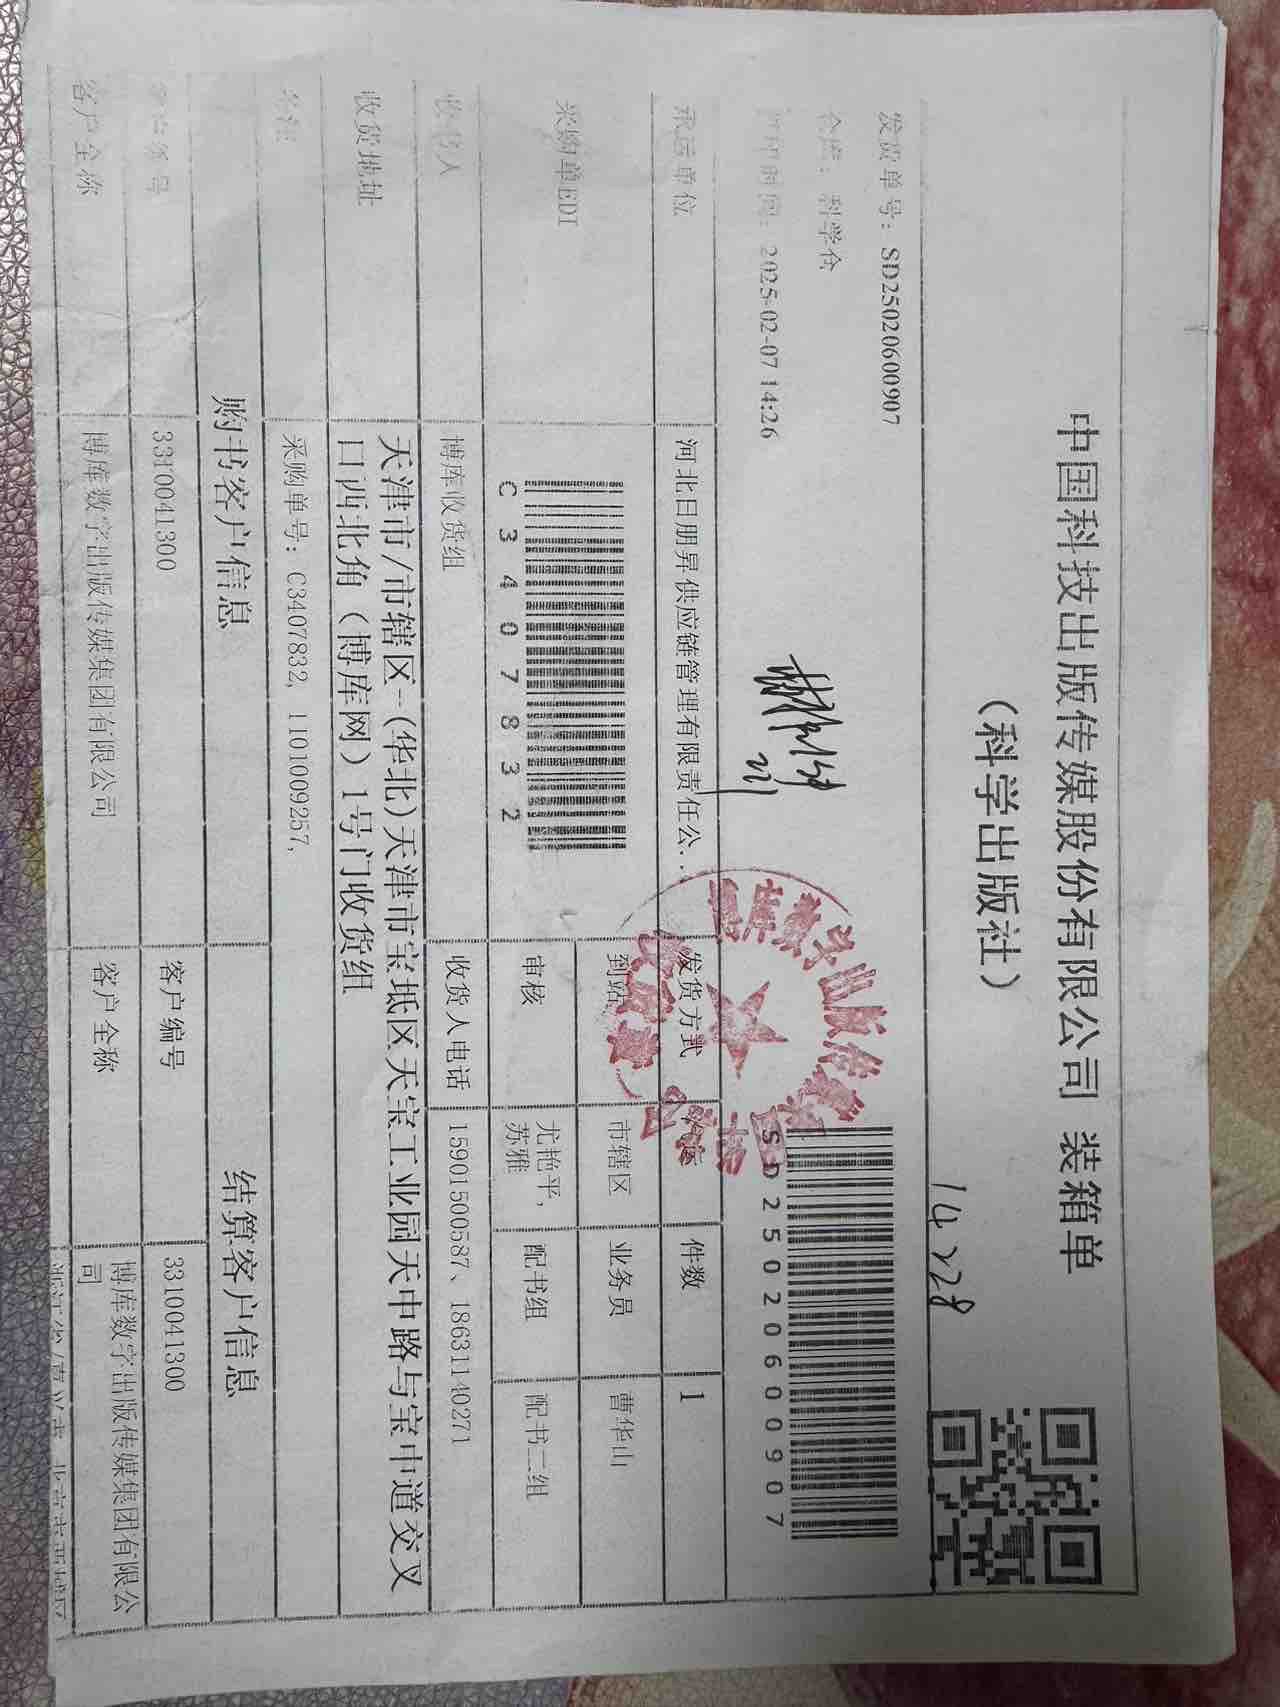 中国科技出版传媒股份有限公司 装箱单
（科学出版社）
14×28
发货单号：SD25020600907
仓库：科学仓
打印时间：2025-02-07 14:26
SD25020600907
承运单位 河北日朋昇供应链管理有限责任公.. 发货方式 汽运 件数 1
采购单EDI
C3407832
到站 市辖区 业务员 曹华山
审核 尤艳平，苏雅 配书组 配书二组
收书人 博库收货组 收货人电话 15901500587、18631140271
收货地址 天津市/市辖区-(华北)天津市宝坻区天宝工业园天中路与宝中道交叉
口西北角（博库网）1号门收货组
备注 采购单号：C3407832, 1101009257,
购书客户信息 结算客户信息
客户编号 3310041300 客户编号 3310041300
客户全称 博库数字出版传媒集团有限公司 客户全称 博库数字出版传媒集团有限公
司